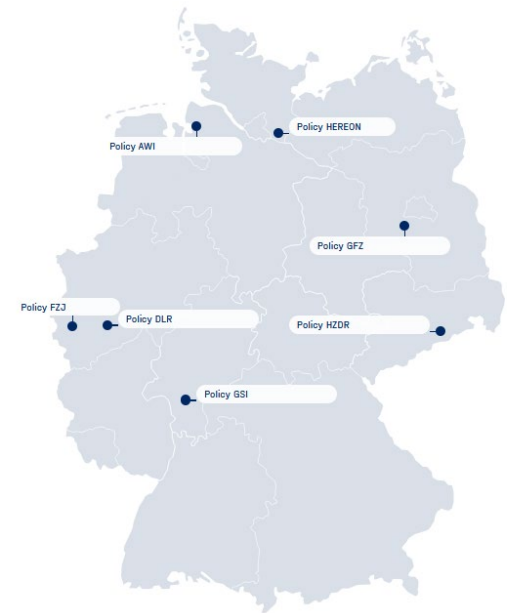 Policy HEREON
Policy AWI
Policy GFZ
Policy FZJ
Policy DLR
Policy HZDR
Policy GSI